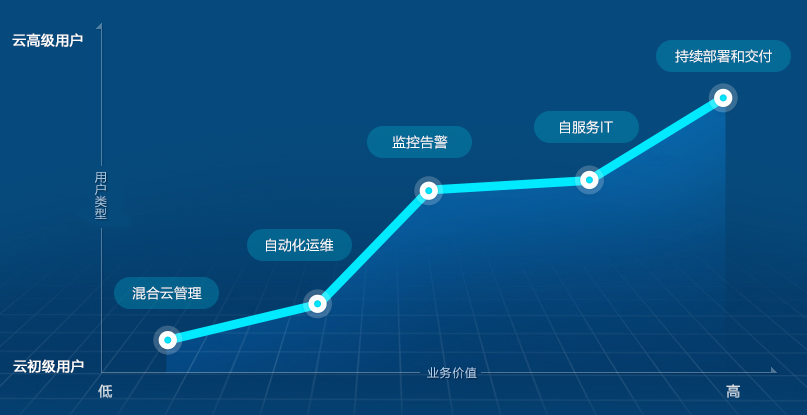 云高级用户
持续部署和交付
自服务IT
监控告警
用户类型
自动化运维
混合云管理
云初级用户
业务价值
低
高